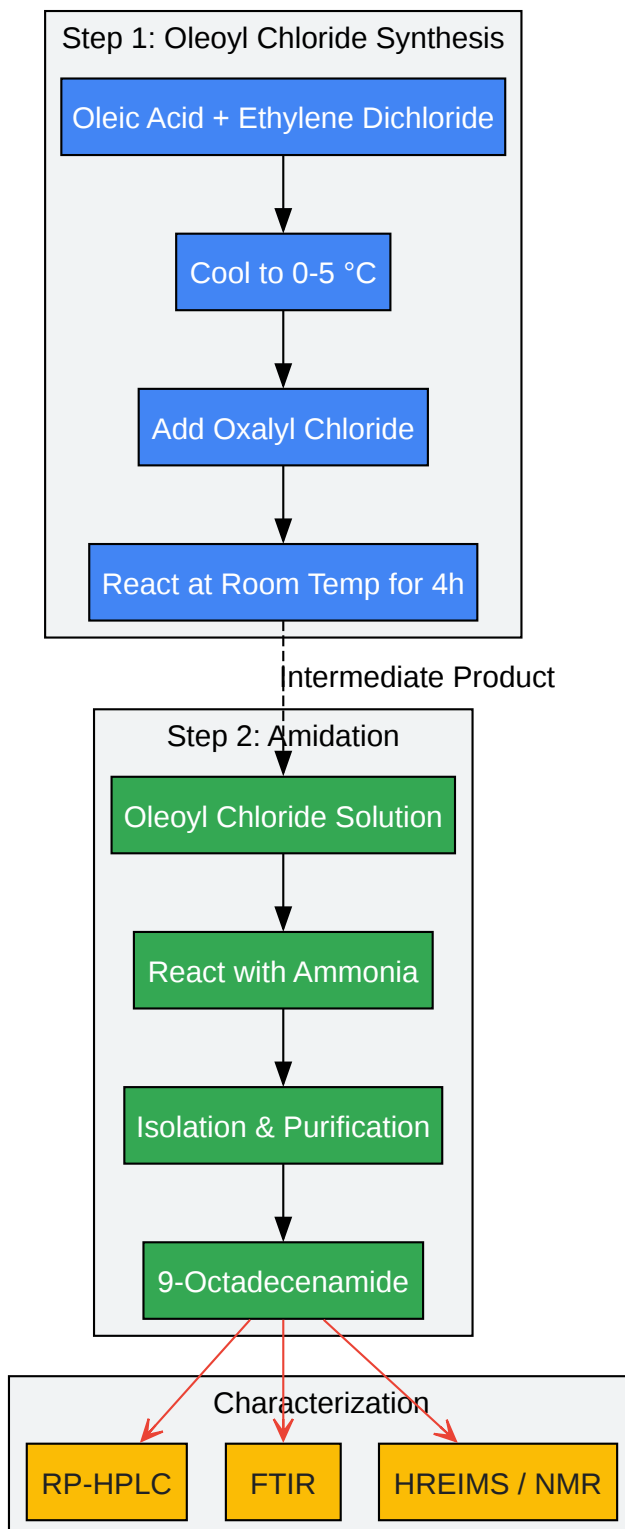 Step 1: Oleoyl Chloride Synthesis
Oleic Acid + Ethylene Dichloride
Cool to 0-5 °C
Add Oxalyl Chloride
React at Room Temp for 4h
Intermediate Product
Step 2: Amidation
Oleoyl Chloride Solution
React with Ammonia
Isolation & Purification
9-Octadecenamide
Characterization
RP-HPLC
FTIR
HREIMS / NMR